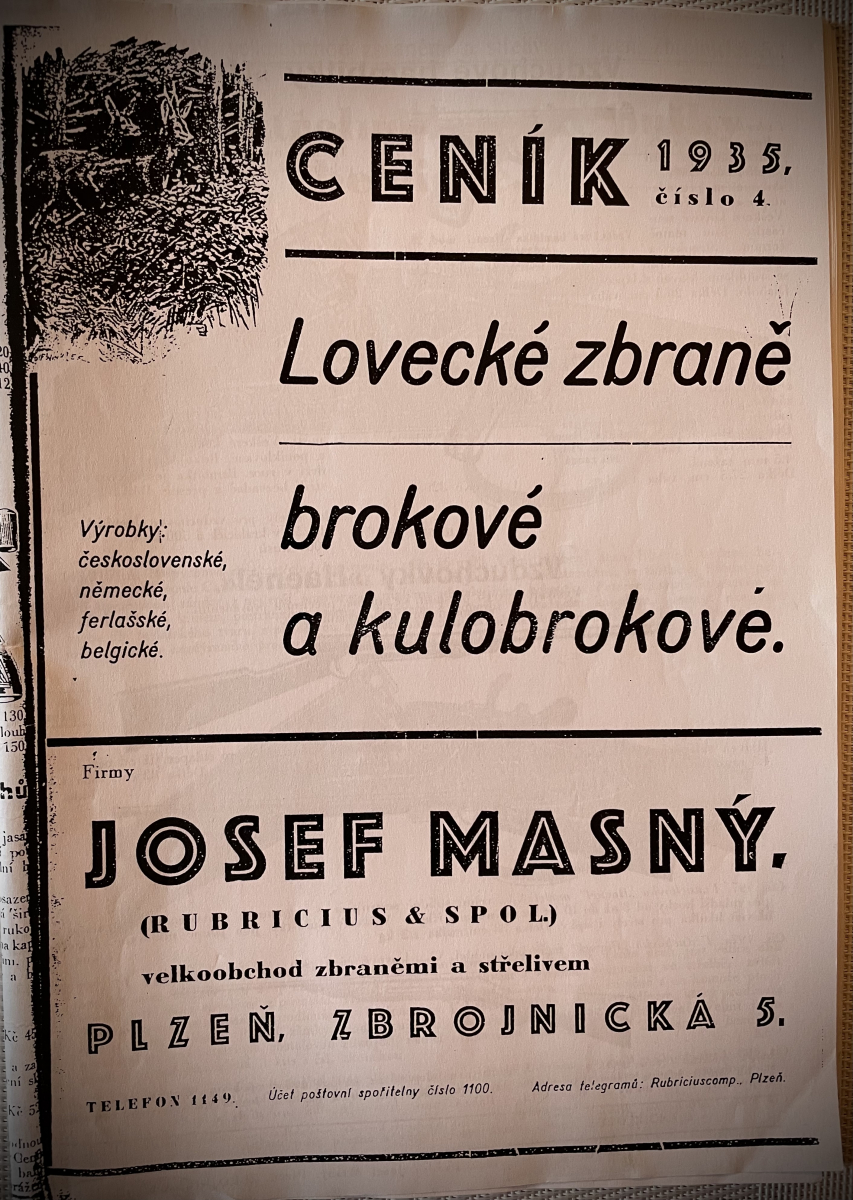 CENÍK 1935,
číslo 4.
Lovecké zbraně
brokové
a kulobrokové.
Výrobky:
československé,
německé,
ferlašské,
belgické.
Firmy
JOSEF MASNÝ.
(RUBRICIUS & SPOL.)
velkoobchod zbraněmi a střelivem
PLZEŇ, ZBROJNICKÁ 5.
TELEFON 1149. Účet poštovní spořitelny číslo 1100. Adresa telegramů: Rubriciuscomp., Plzeň.